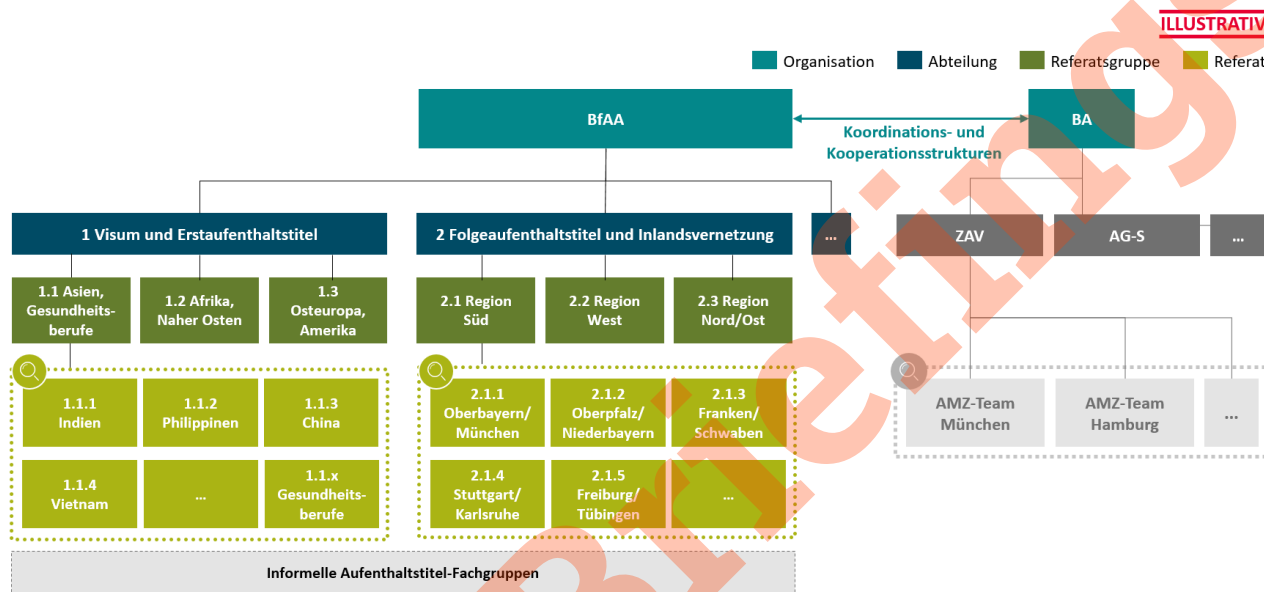 ILLUSTRATIV
Organisation
Abteilung
Referatsgruppe
Referat
BfAA
BA
Koordinations- und
Kooperationsstrukturen
1 Visum und Erstaufenthaltstitel
2 Folgeaufenthaltstitel und Inlandsvernetzung
...
ZAV
AG-S
...
1.1 Asien,
Gesundheits-
berufe
1.2 Afrika,
Naher Osten
1.3
Osteuropa,
Amerika
2.1 Region
Süd
2.2 Region
West
2.3 Region
Nord/Ost
1.1.1
Indien
1.1.2
Philippinen
1.1.3
China
1.1.4
Vietnam
...
1.1.x
Gesundheits-
berufe
2.1.1
Oberbayern/
München
2.1.2
Oberpfalz/
Niederbayern
2.1.3
Franken/
Schwaben
2.1.4
Stuttgart/
Karlsruhe
2.1.5
Freiburg/
Tübingen
...
AMZ-Team
München
AMZ-Team
Hamburg
...
Informelle Aufenthaltstitel-Fachgruppen
Briefing